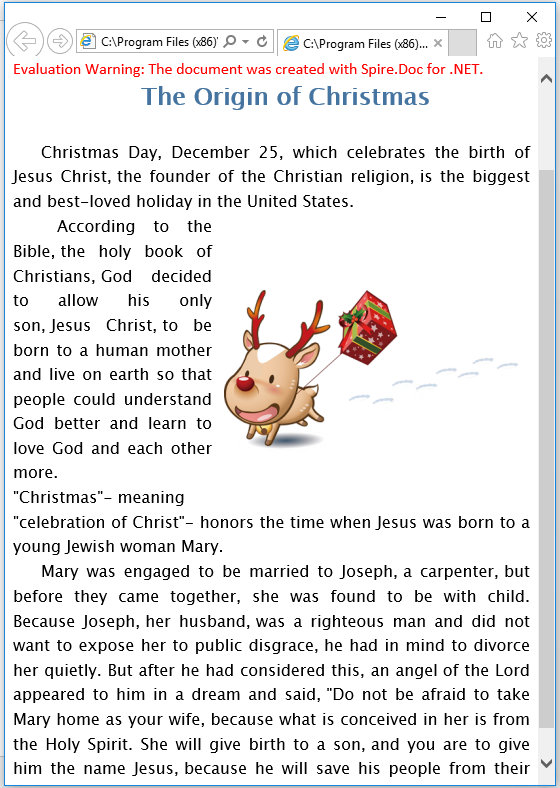 C:\Program Files (x86)'
C:\Program Files (x86)...
Evaluation Warning: The document was created with Spire.Doc for .NET.
The Origin of Christmas
Christmas Day, December 25, which celebrates the birth of
Jesus Christ, the founder of the Christian religion, is the biggest
and best-loved holiday in the United States.
According to the
Bible, the holy book of
Christians, God decided
to allow his only
son, Jesus Christ, to be
born to a human mother
and live on earth so that
people could understand
God better and learn to
love God and each other
more.
"Christmas"- meaning
"celebration of Christ"- honors the time when Jesus was born to a
young Jewish woman Mary.
Mary was engaged to be married to Joseph, a carpenter, but
before they came together, she was found to be with child.
Because Joseph, her husband, was a righteous man and did not
want to expose her to public disgrace, he had in mind to divorce
her quietly. But after he had considered this, an angel of the Lord
appeared to him in a dream and said, "Do not be afraid to take
Mary home as your wife, because what is conceived in her is from
the Holy Spirit. She will give birth to a son, and you are to give
him the name Jesus, because he will save his people from their